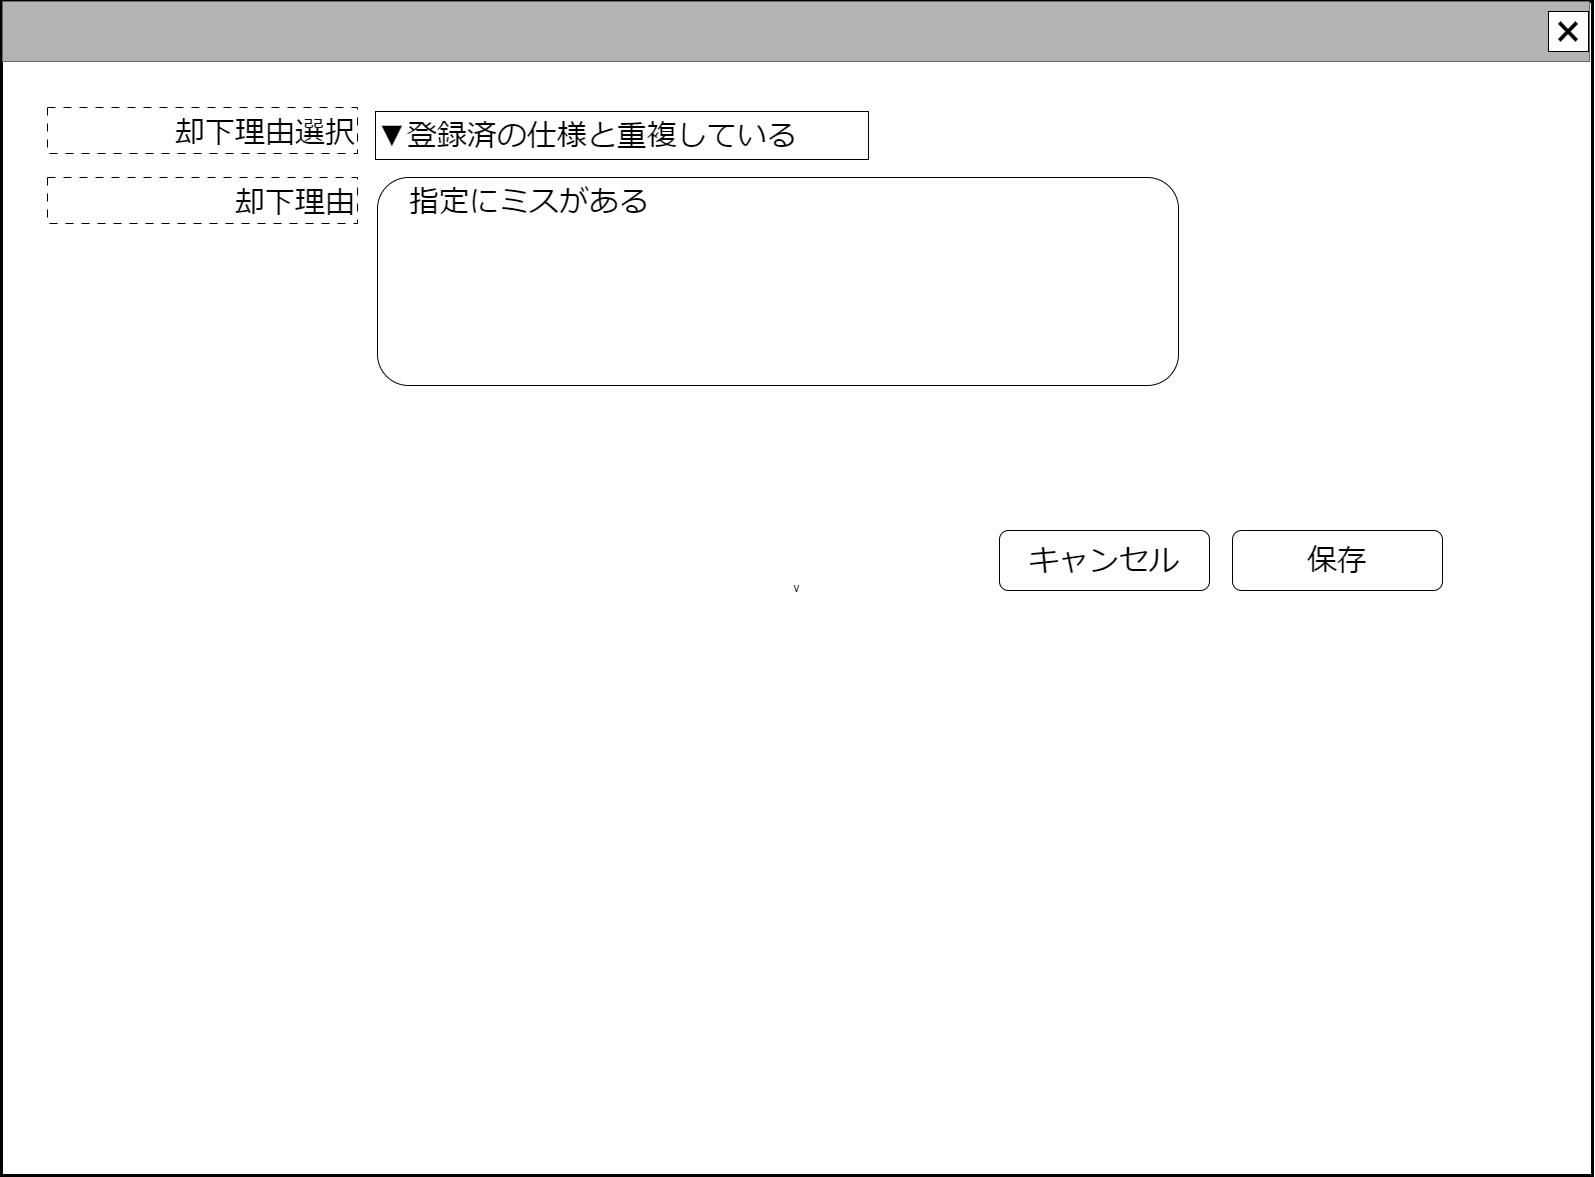 却下理由選択
▼登録済の仕様と重複している
却下理由
指定にミスがある
キャンセル
保存
v